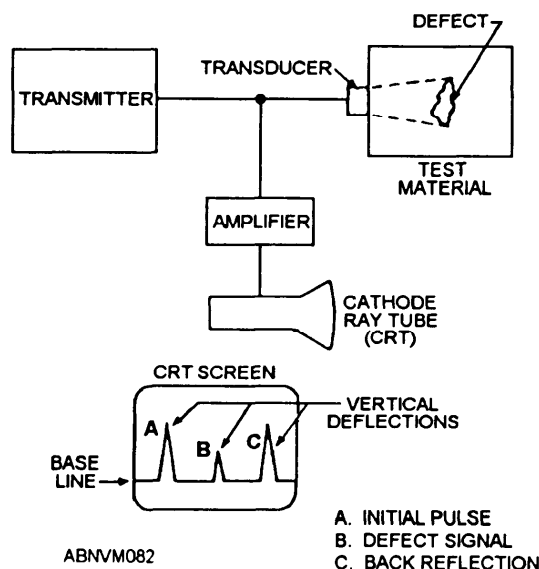 DEFECT
TRANSDUCER
TRANSMITTER
TEST
MATERIAL
AMPLIFIER
CATHODE
RAY TUBE
(CRT)
CRT SCREEN
A
B
C
VERTICAL
DEFLECTIONS
BASE
LINE
A. INITIAL PULSE
B. DEFECT SIGNAL
C. BACK REFLECTION
ABNVM082